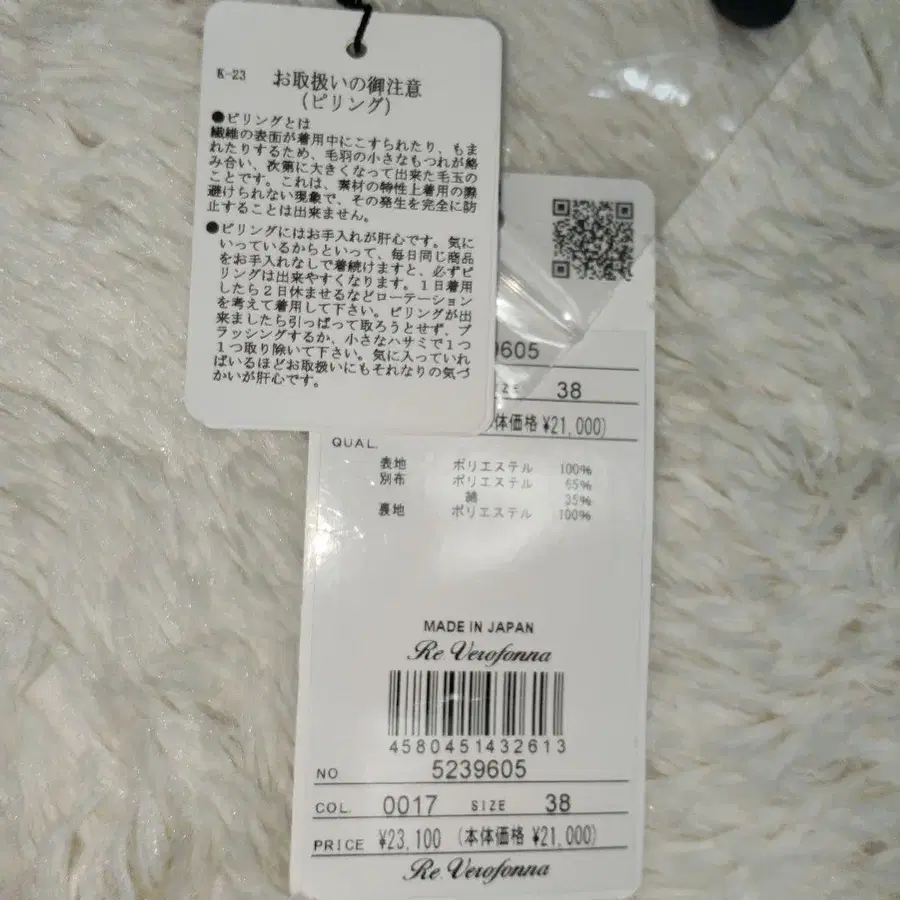 K-23 お取扱いの御注意
(ピリング)
●ピリングとは
繊維の表面が着用中にこすられたり、もま
れたりするため、毛羽の小さなもつれが絡
み合い、次第に大きくなって出来た毛玉の
ことです。これは、素材の特性上着用の際
避けられない現象で、その発生を完全に防
止することは出来ません。
●ピリングにはお手入れが肝心です。気に
いっているからといって、毎日同じ商品
をお手入れなしで着続けますと、必ずピ
リングは出来やすくなります。1日着用
したら2日休ませるなどローテーション
を考えて着用して下さい。ピリングが出
来ましたら引っぱって取ろうとせず、ブ
ラッシングするか、小さなハサミで1つ
1つ取り除いて下さい。気に入っていれ
ばいるほどお取扱いにもそれなりの気づ
かいが肝心です。
9605
SIZE 38
本体価格 ¥21,000)
QUAL.
表地 ポリエステル 100%
別布 ポリエステル 65%
綿 35%
裏地 ポリエステル 100%
MADE IN JAPAN
Re.Verofonna
4580451432613
NO 5239605
COL. 0017 SIZE 38
PRICE ¥23,100 (本体価格 ¥21,000)
Re.Verofonna